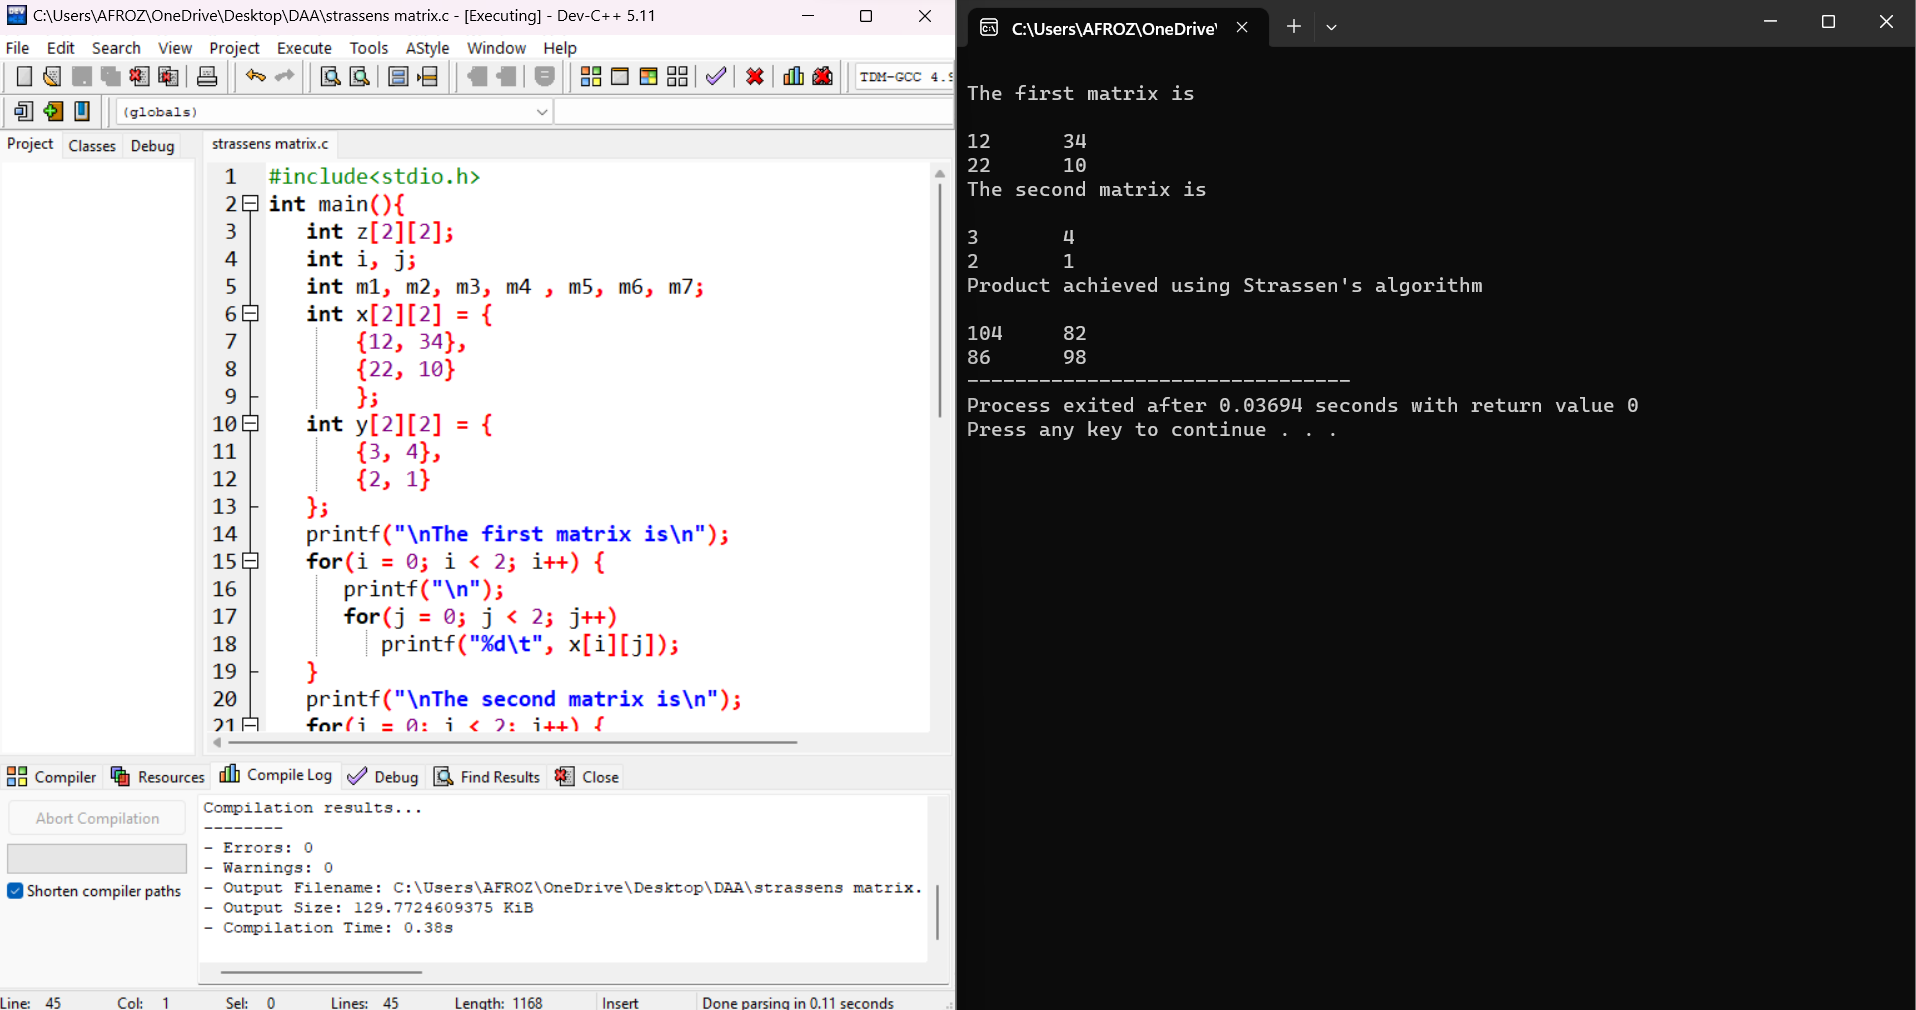 C:\Users\AFROZ\OneDrive\Desktop\DAA\strassens matrix.c - [Executing] - Dev-C++ 5.11
File Edit Search View Project Execute Tools AStyle Window Help
TDM-GCC 4.9
(globals)
Project Classes Debug
strassens matrix.c
1 #include<stdio.h>
2 int main(){
3 int z[2][2];
4 int i, j;
5 int m1, m2, m3, m4 , m5, m6, m7;
6 int x[2][2] = {
7 {12, 34},
8 {22, 10}
9 };
10 int y[2][2] = {
11 {3, 4},
12 {2, 1}
13 };
14 printf("\nThe first matrix is\n");
15 for(i = 0; i < 2; i++) {
16 printf("\n");
17 for(j = 0; j < 2; j++)
18 printf("%d\t", x[i][j]);
19 }
20 printf("\nThe second matrix is\n");
21 for(i = 0; i < 2; i++) {
Compiler Resources Compile Log Debug Find Results Close
Abort Compilation
Shorten compiler paths
Compilation results...
--------
- Errors: 0
- Warnings: 0
- Output Filename: C:\Users\AFROZ\OneDrive\Desktop\DAA\strassens matrix.
- Output Size: 129.7724609375 KiB
- Compilation Time: 0.38s
Line: 45 Col: 1 Sel: 0 Lines: 45 Length: 1168 Insert Done parsing in 0.11 seconds
C:\Users\AFROZ\OneDrive\
The first matrix is
12 34
22 10
The second matrix is
3 4
2 1
Product achieved using Strassen's algorithm
104 82
86 98
--------------------------------
Process exited after 0.03694 seconds with return value 0
Press any key to continue . . .